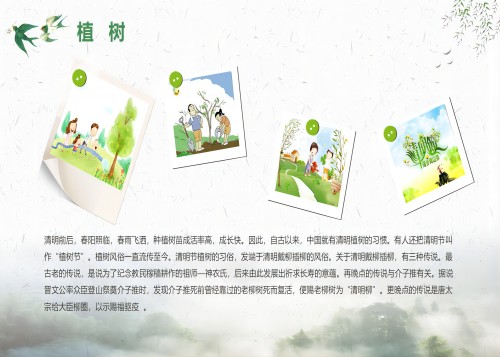 植 树
清明前后，春阳照临，春雨飞洒，种植树苗成活率高，成长快。因此，自古以来，中国就有清明植树的习惯。有人还把清明节叫
作“植树节”。植树风俗一直流传至今。清明节植树的习俗，发端于清明戴柳插柳的风俗。关于清明戴柳插柳，有三种传说。最
古老的传说，是说为了纪念教民稼穑耕作的祖师—神农氏，后来由此发展出祈求长寿的意蕴。再晚点的传说与介子推有关。据说
晋文公率众臣登山祭奠介子推时，发现介子推死前曾经靠过的老柳树死而复活，便赐老柳树为“清明柳”。更晚点的传说是唐太
宗给大臣柳圈，以示赐福驱疫 。